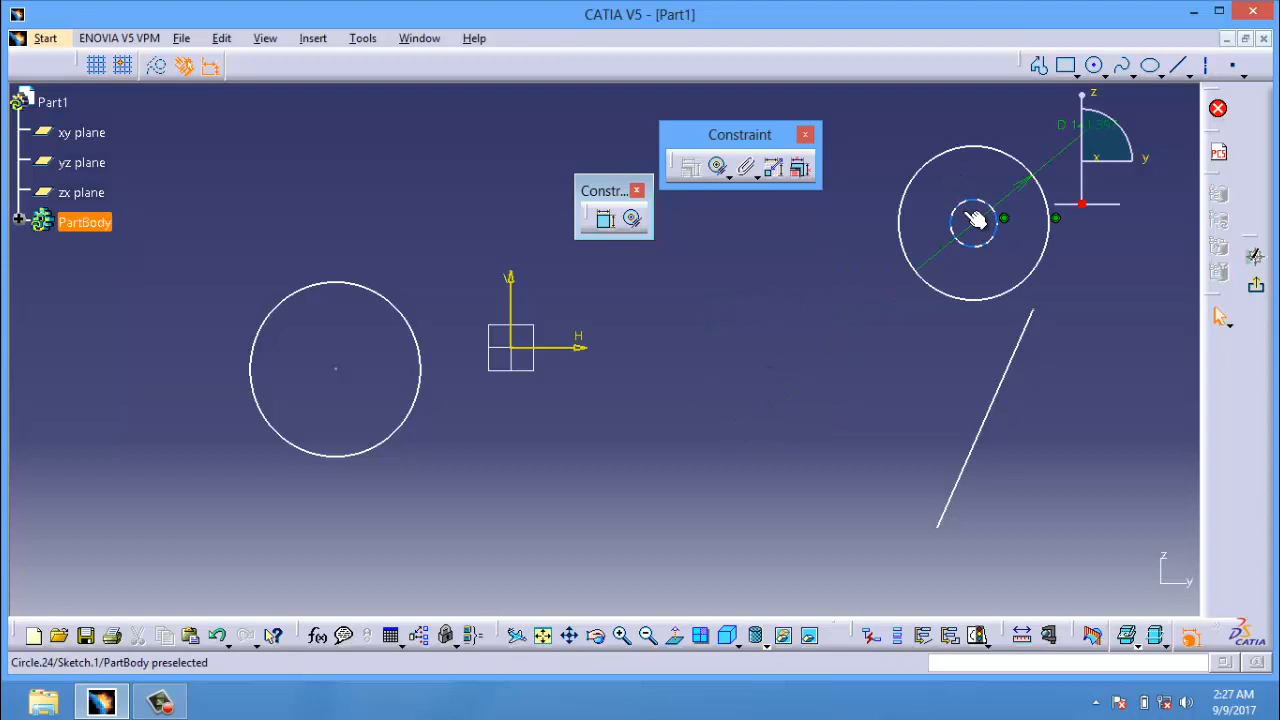 CATIA V5 - [Part1]
Start ENOVIA V5 VPM File Edit View Insert Tools Window Help
Part1
xy plane
yz plane
zx plane
PartBody
Constraint
Constr...
z
x
y
V
H
z
y
PCS
f(x)
CATIA
Circle.24/Sketch.1/PartBody preselected
2:27 AM
9/9/2017